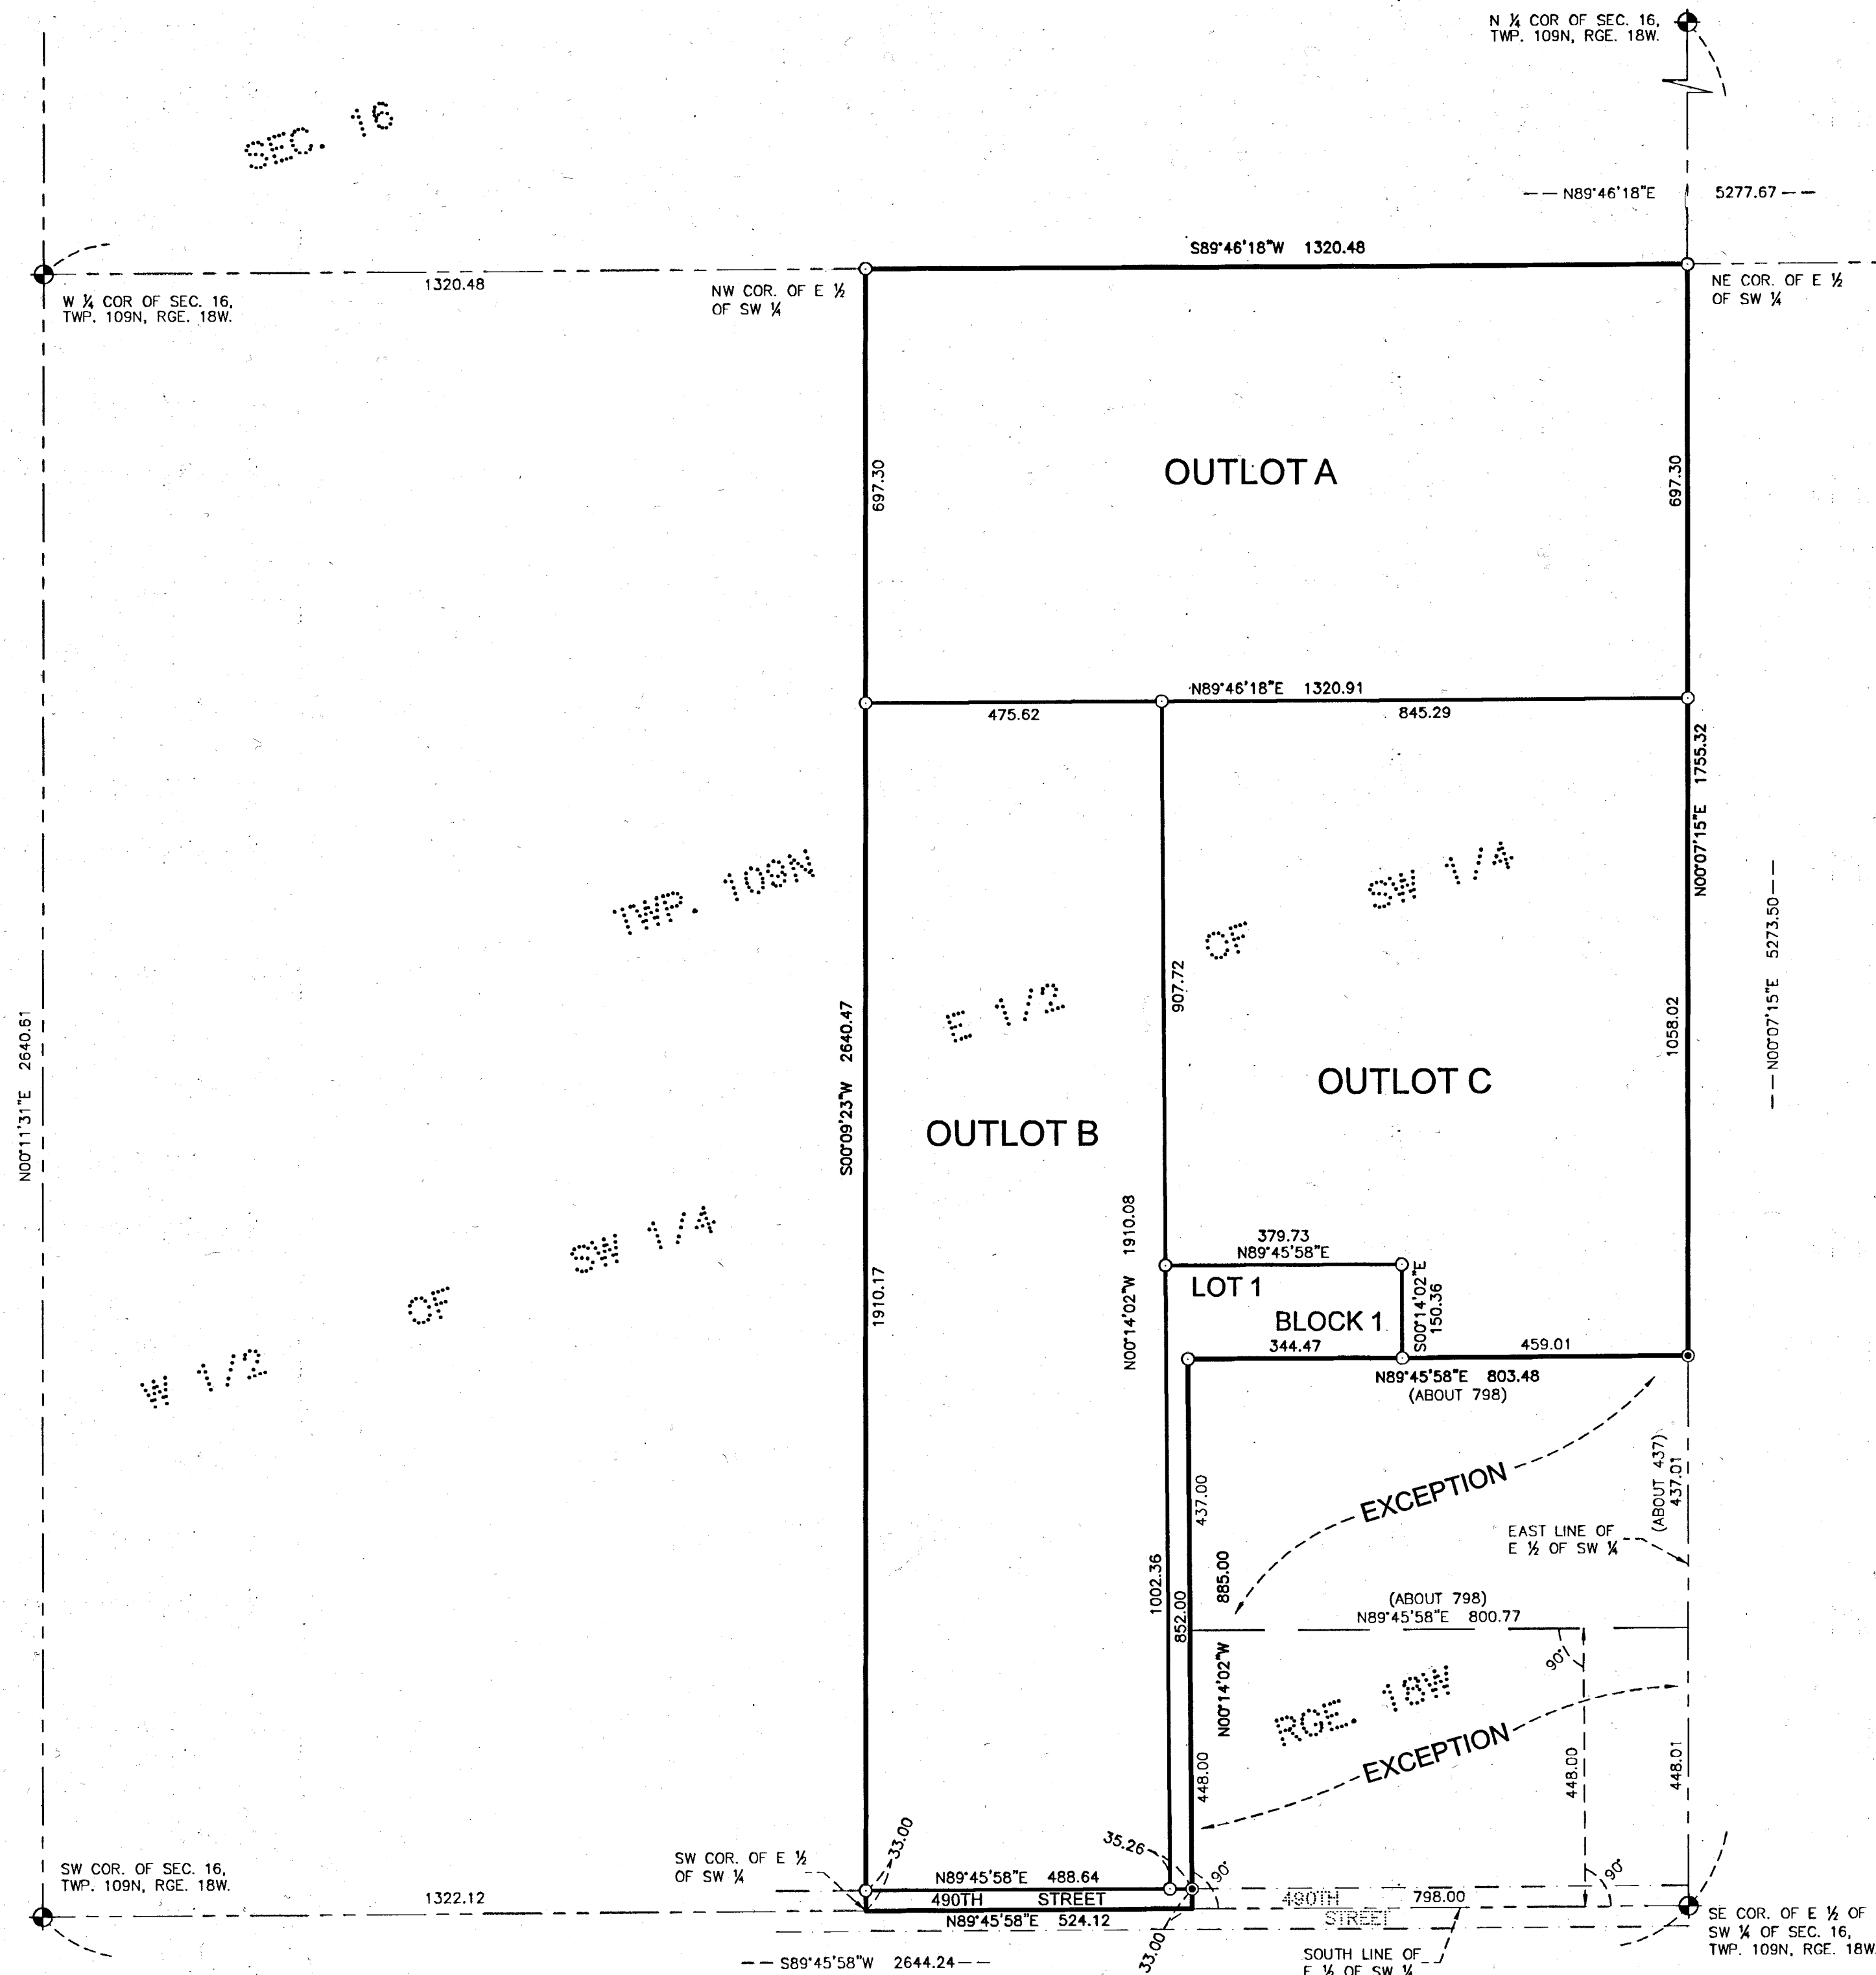 N ¼ COR OF SEC. 16,
TWP. 109N, RGE. 18W.
SEC. 16
N89°46'18"E 5277.67
S89°46'18"W 1320.48
1320.48
W ¼ COR OF SEC. 16,
TWP. 109N, RGE. 18W.
NW COR. OF E ½
OF SW ¼
NE COR. OF E ½
OF SW ¼
OUTLOT A
697.30
697.30
N89°46'18"E 1320.91
475.62
845.29
N00°07'15"E 1755.32
TWP. 109N
SW 1/4
OF
E 1/2
907.72
N00°11'31"E 2640.61
S00°09'23"W 2640.47
1058.02
N00°07'15"E 5273.50
OUTLOT C
OUTLOT B
SW 1/4
OF
W 1/2
1910.17
N00°14'02"W 1910.08
379.73
N89°45'58"E
LOT 1
BLOCK 1
S00°14'02"E
150.36
344.47
459.01
N89°45'58"E 803.48
(ABOUT 798)
437.00
EXCEPTION
(ABOUT 437)
437.01
EAST LINE OF
E ½ OF SW ¼
1002.36
852.00
885.00
(ABOUT 798)
N89°45'58"E 800.77
90°
N00°14'02"W
RGE. 18W
EXCEPTION
448.00
448.00
448.01
SW COR. OF SEC. 16,
TWP. 109N, RGE. 18W.
1322.12
SW COR. OF E ½
OF SW ¼
33.00
35.26
90°
90°
N89°45'58"E 488.64
490TH STREET
N89°45'58"E 524.12
490TH
STREET
798.00
33.00
S89°45'58"W 2644.24
SOUTH LINE OF
E ½ OF SW ¼
SE COR. OF E ½ OF
SW ¼ OF SEC. 16,
TWP. 109N, RGE. 18W